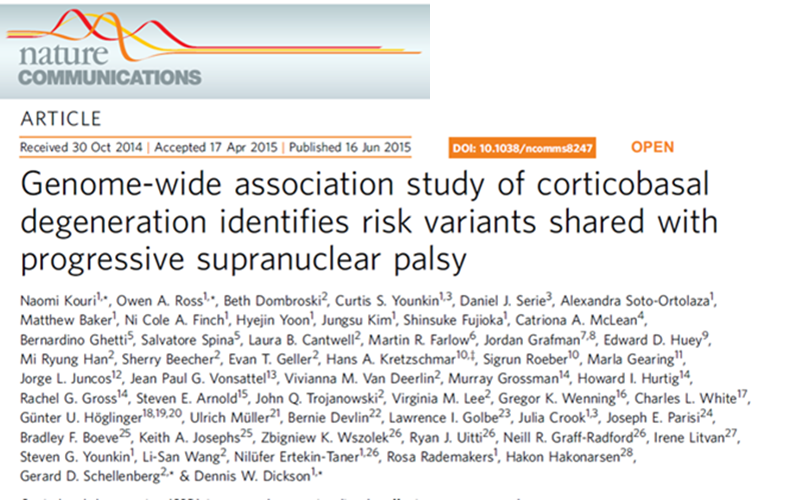 nature
COMMUNICATIONS
ARTICLE
Received 30 Oct 2014 | Accepted 17 Apr 2015 | Published 16 Jun 2015 DOI: 10.1038/ncomms8247 OPEN
Genome-wide association study of corticobasal
degeneration identifies risk variants shared with
progressive supranuclear palsy
Naomi Kouri1,*, Owen A. Ross1,*, Beth Dombroski2, Curtis S. Younkin1,3, Daniel J. Serie3, Alexandra Soto-Ortolaza1,
Matthew Baker1, Ni Cole A. Finch1, Hyejin Yoon1, Jungsu Kim1, Shinsuke Fujioka1, Catriona A. McLean4,
Bernardino Ghetti5, Salvatore Spina5, Laura B. Cantwell2, Martin R. Farlow6, Jordan Grafman7,8, Edward D. Huey9,
Mi Ryung Han2, Sherry Beecher2, Evan T. Geller2, Hans A. Kretzschmar10,‡, Sigrun Roeber10, Marla Gearing11,
Jorge L. Juncos12, Jean Paul G. Vonsattel13, Vivianna M. Van Deerlin2, Murray Grossman14, Howard I. Hurtig14,
Rachel G. Gross14, Steven E. Arnold15, John Q. Trojanowski2, Virginia M. Lee2, Gregor K. Wenning16, Charles L. White17,
Günter U. Höglinger18,19,20, Ulrich Müller21, Bernie Devlin22, Lawrence I. Golbe23, Julia Crook1,3, Joseph E. Parisi24,
Bradley F. Boeve25, Keith A. Josephs25, Zbigniew K. Wszolek26, Ryan J. Uitti26, Neill R. Graff-Radford26, Irene Litvan27,
Steven G. Younkin1, Li-San Wang2, Nilüfer Ertekin-Taner1,26, Rosa Rademakers1, Hakon Hakonarsen28,
Gerard D. Schellenberg2,* & Dennis W. Dickson1,*